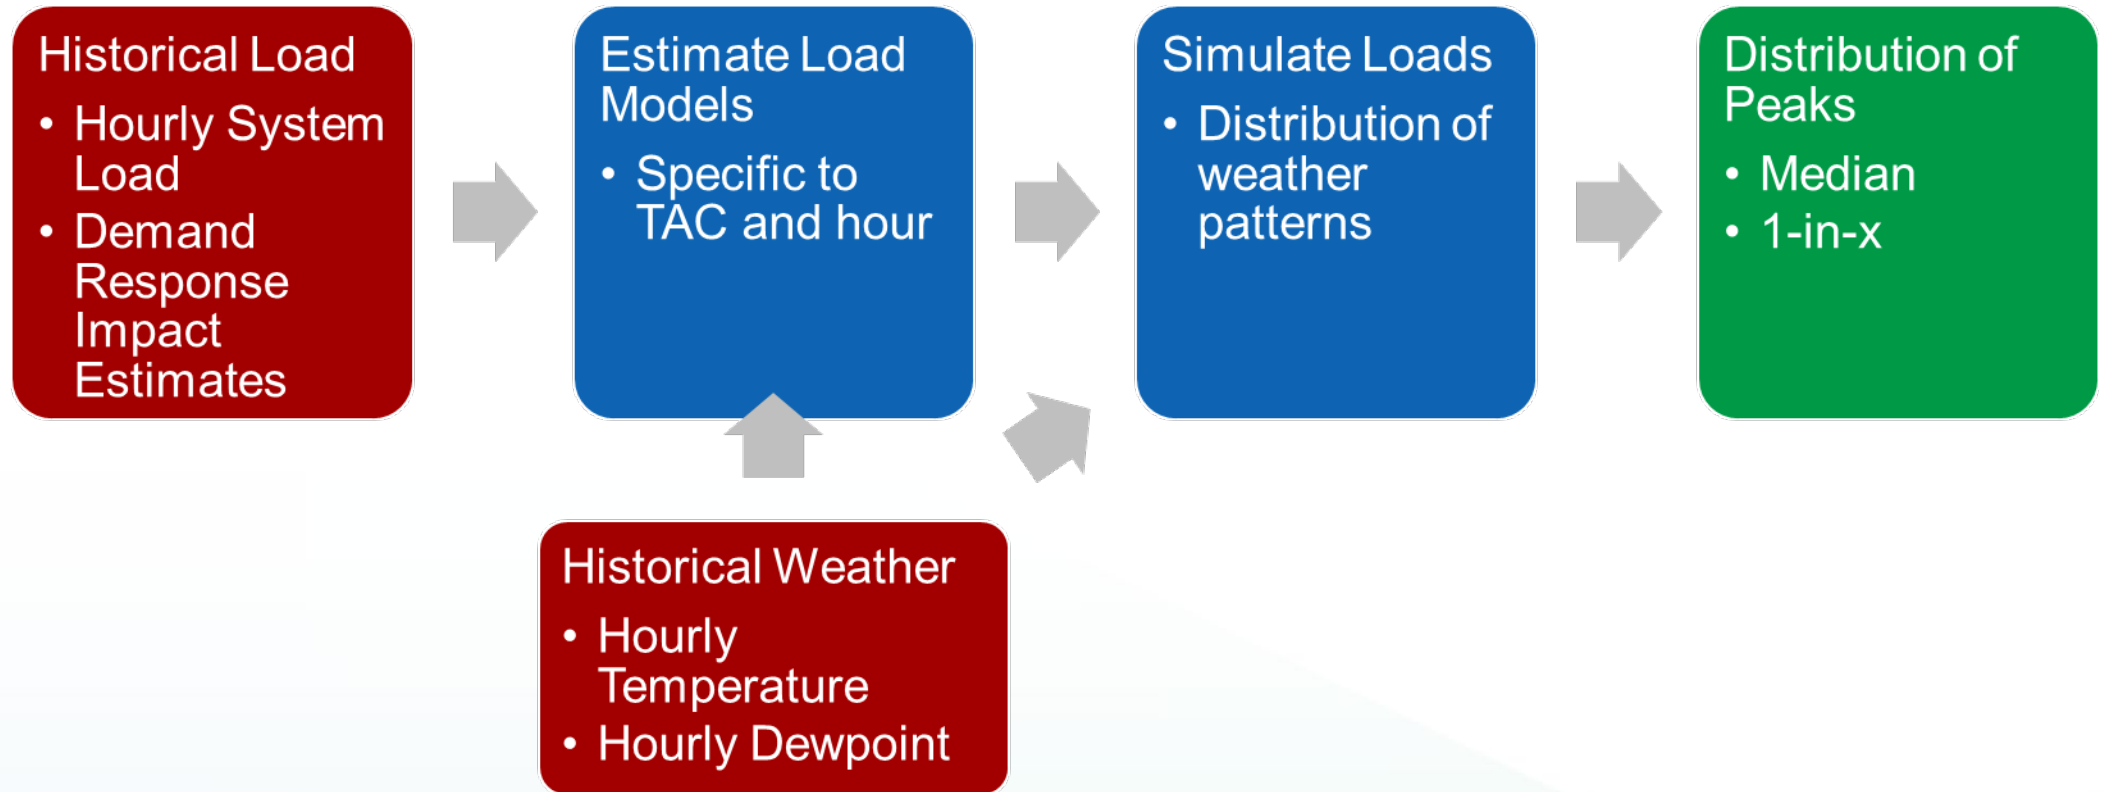 Historical Load
• Hourly System
Load
• Demand
Response
Impact
Estimates
Estimate Load
Models
• Specific to
TAC and hour
Simulate Loads
• Distribution of
weather
patterns
Distribution of
Peaks
• Median
• 1-in-x
Historical Weather
• Hourly
Temperature
• Hourly Dewpoint